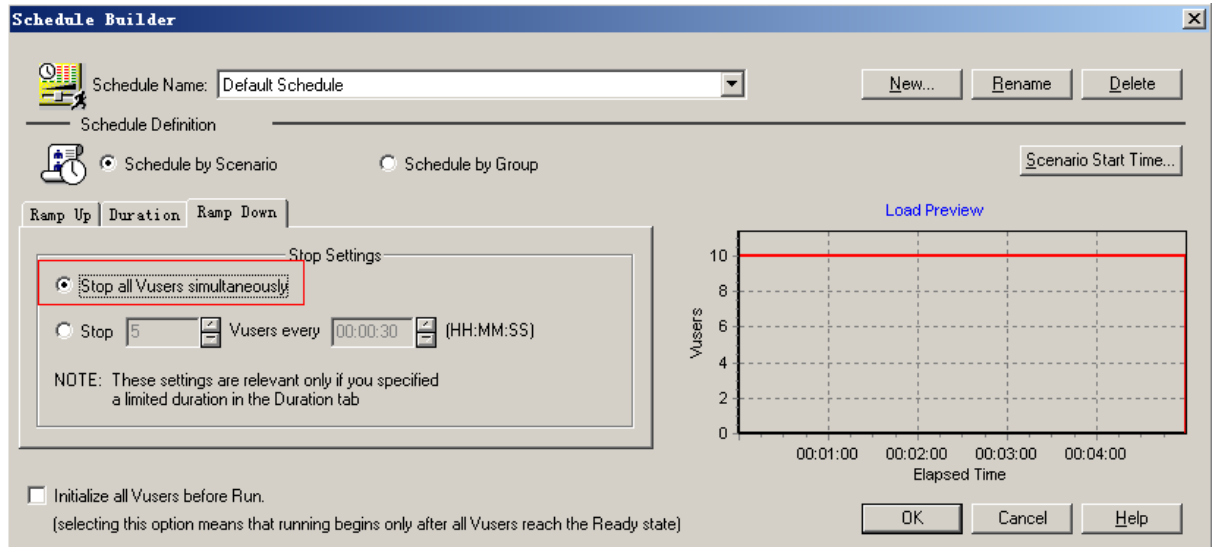 Schedule Builder
Schedule Name: Default Schedule New... Rename Delete
Schedule Definition
Schedule by Scenario Schedule by Group Scenario Start Time...
Ramp Up Duration Ramp Down
Load Preview
Stop Settings
Stop all Vusers simultaneously
Stop 5 Vusers every 00:00:30 (HH:MM:SS)
NOTE: These settings are relevant only if you specified
a limited duration in the Duration tab
Vusers
10
8
6
4
2
0
00:01:00 00:02:00 00:03:00 00:04:00
Elapsed Time
Initialize all Vusers before Run.
(selecting this option means that running begins only after all Vusers reach the Ready state)
OK Cancel Help